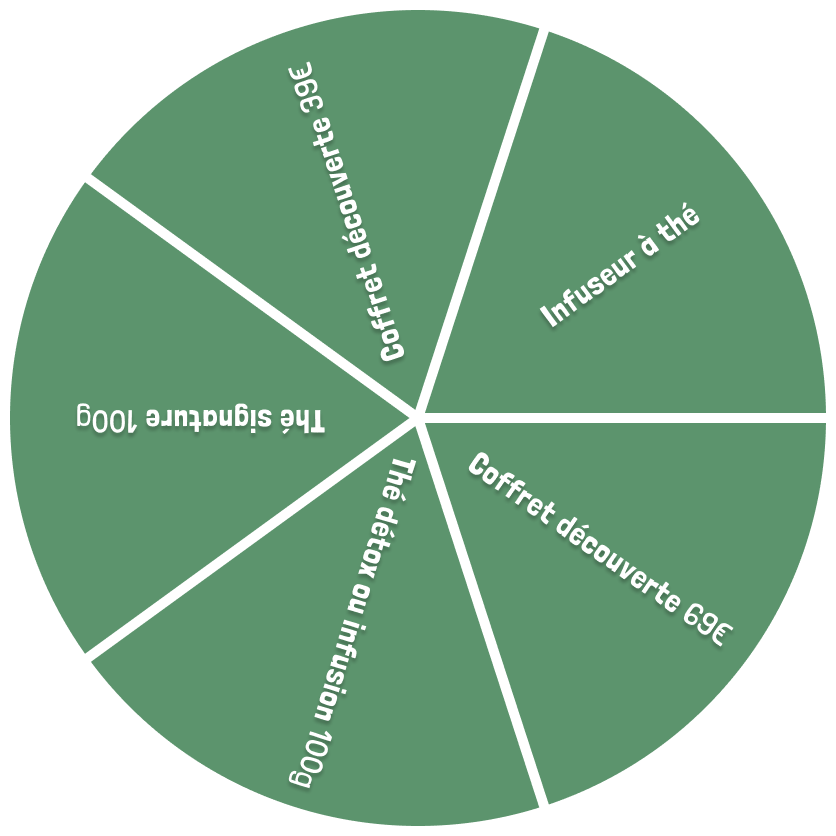 Infuseur à thé
Coffret découverte 69€
Thé détox ou infusion 100g
Thé signature 100g
Coffret découverte 39€